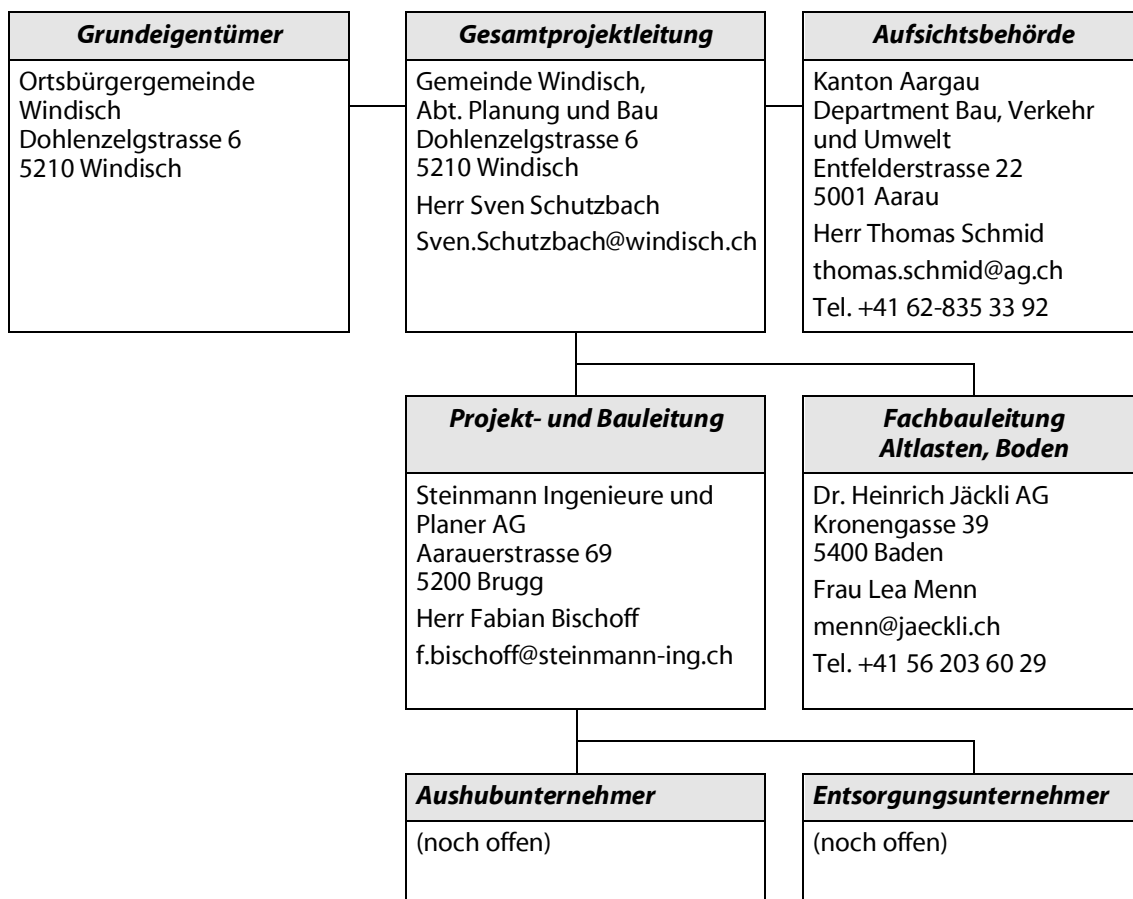 Grundeigentümer
Ortsbürgergemeinde
Windisch
Dohlenzelgstrasse 6
5210 Windisch
Gesamtprojektleitung
Gemeinde Windisch,
Abt. Planung und Bau
Dohlenzelgstrasse 6
5210 Windisch
Herr Sven Schutzbach
Sven.Schutzbach@windisch.ch
Aufsichtsbehörde
Kanton Aargau
Department Bau, Verkehr
und Umwelt
Entfelderstrasse 22
5001 Aarau
Herr Thomas Schmid
thomas.schmid@ag.ch
Tel. +41 62-835 33 92
Projekt- und Bauleitung
Steinmann Ingenieure und
Planer AG
Aarauerstrasse 69
5200 Brugg
Herr Fabian Bischoff
f.bischoff@steinmann-ing.ch
Fachbauleitung
Altlasten, Boden
Dr. Heinrich Jäckli AG
Kronengasse 39
5400 Baden
Frau Lea Menn
menn@jaeckli.ch
Tel. +41 56 203 60 29
Aushubunternehmer
(noch offen)
Entsorgungsunternehmer
(noch offen)